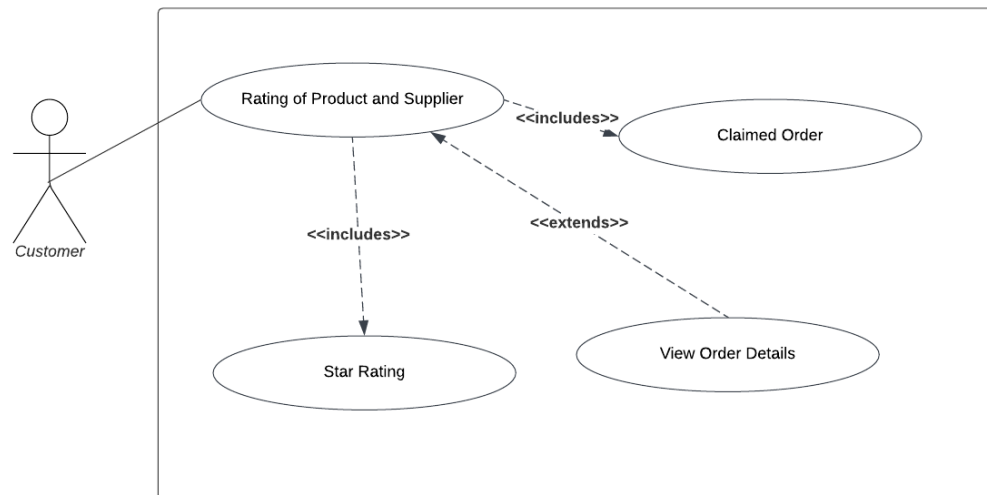 Rating of Product and Supplier
<<includes>>
Claimed Order
<<includes>>
<<extends>>
Customer
Star Rating
View Order Details